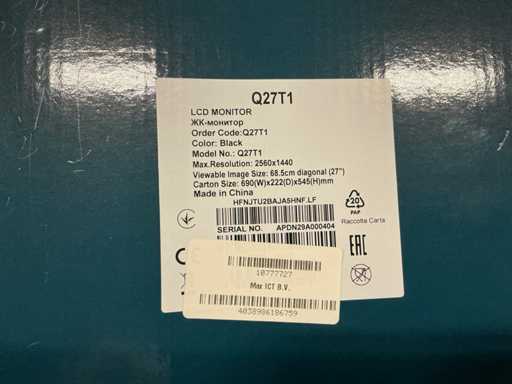 Q27T1
LCD MONITOR
ЖК-монитор
Order Code:Q27T1
Color: Black
Model No.: Q27T1
Max.Resolution: 2560x1440
Viewable Image Size: 68.5cm diagonal (27")
Carton Size: 690(W)x222(D)x545(H)mm
Made in China
HFNJTU2BAJA5HNF.LF
SERIAL NO. APDN29A000404
20
PAP
Raccolta Carta
CE
EAC
10777727
Max ICT B.V.
4038986186759